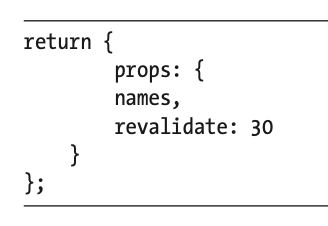 return {
props: {
names,
revalidate: 30
}
};